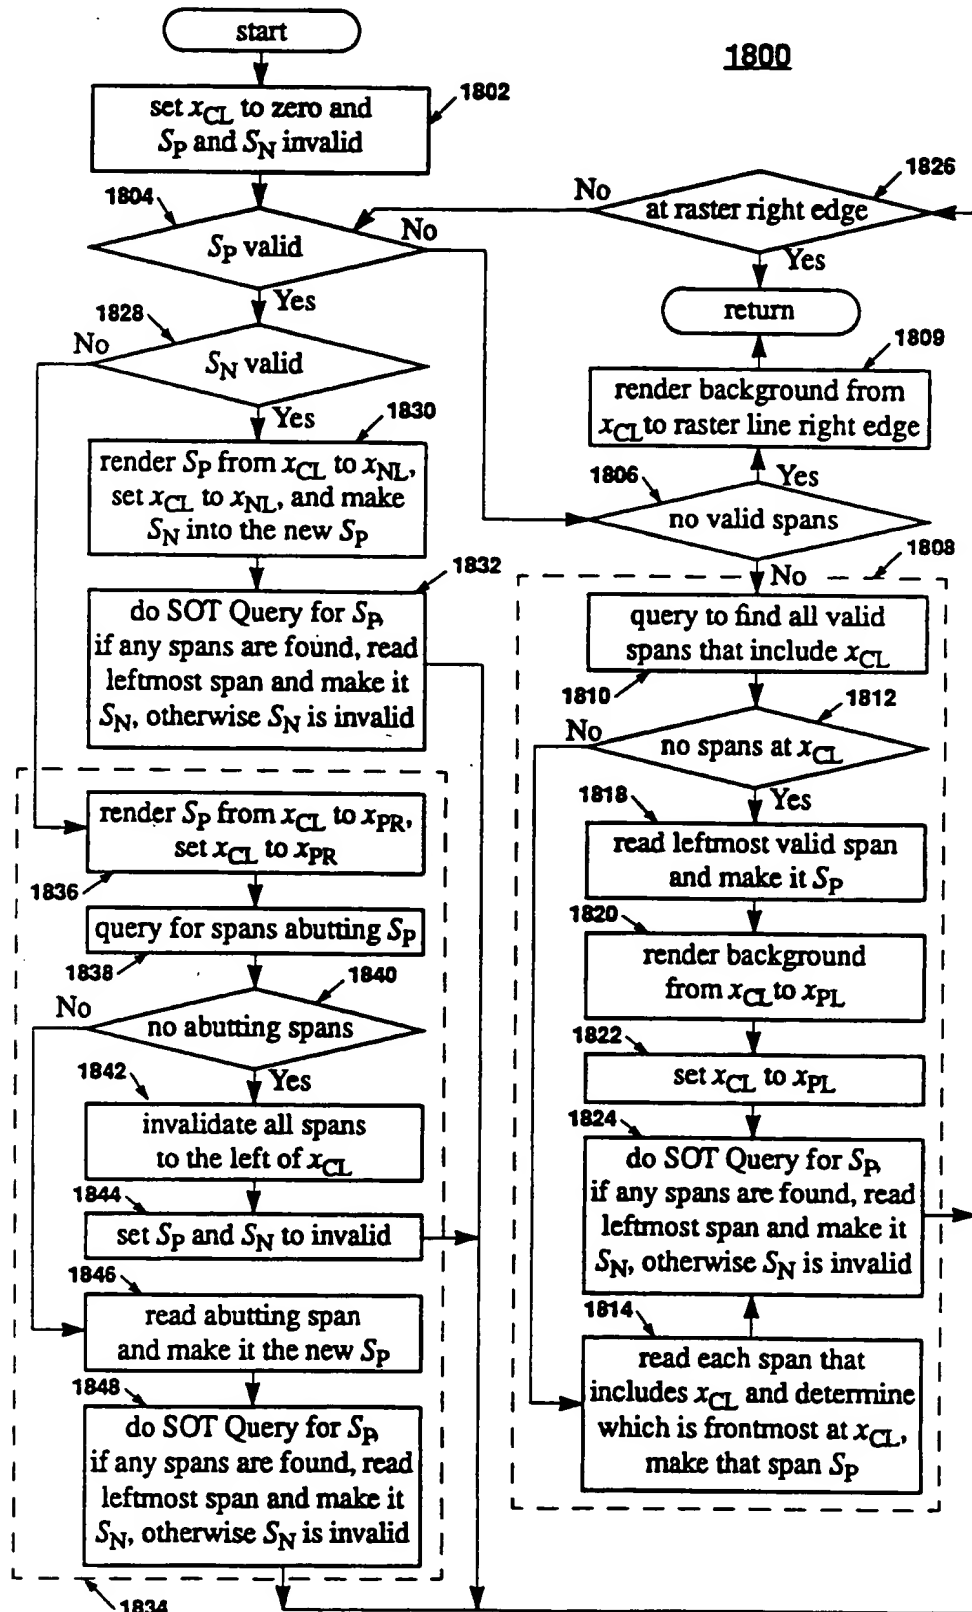 start
1800
1802
set xCL to zero and
SP and SN invalid
1804
SP valid
No
Yes
1828
No
SN valid
Yes
1830
render SP from xCL to xNL,
set xCL to xNL, and make
SN into the new SP
1832
do SOT Query for SP,
if any spans are found, read
leftmost span and make it
SN, otherwise SN is invalid
render SP from xCL to xPR,
set xCL to xPR
1836
query for spans abutting SP
1838
1840
No
no abutting spans
1842
Yes
invalidate all spans
to the left of xCL
1844
set SP and SN to invalid
1846
read abutting span
and make it the new SP
1848
do SOT Query for SP,
if any spans are found, read
leftmost span and make it
SN, otherwise SN is invalid
1834
1826
No
at raster right edge
Yes
return
1809
render background from
xCL to raster line right edge
1806
Yes
no valid spans
1808
No
query to find all valid
spans that include xCL
1810
1812
No
no spans at xCL
1818
Yes
read leftmost valid span
and make it SP
1820
render background
from xCL to xPL
1822
set xCL to xPL
1824
do SOT Query for SP,
if any spans are found, read
leftmost span and make it
SN, otherwise SN is invalid
1814
read each span that
includes xCL and determine
which is frontmost at xCL,
make that span SP